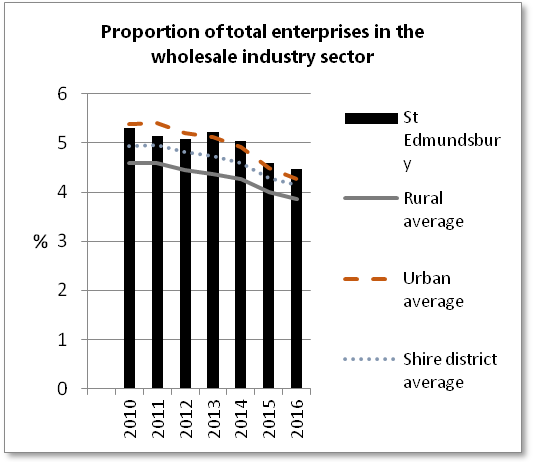 Proportion of total enterprises in the
wholesale industry sector
6
5
4
3
2
1
0
%
2010
2011
2012
2013
2014
2015
2016
St
Edmundsbur
y
Rural
average
Urban
average
Shire district
average